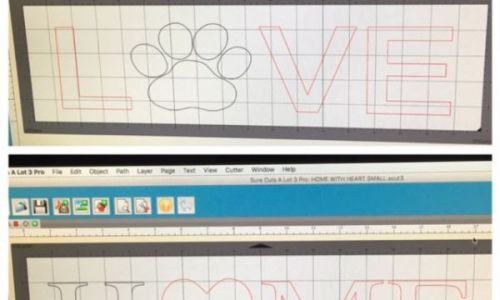 L VE
s A Lot 3 Pro File Edit Object Path Layer Page Text View Cutter Window Help
Sure Cuts A Lot 3 Pro: HOME WITH HEART SMALL.scut3
H ME